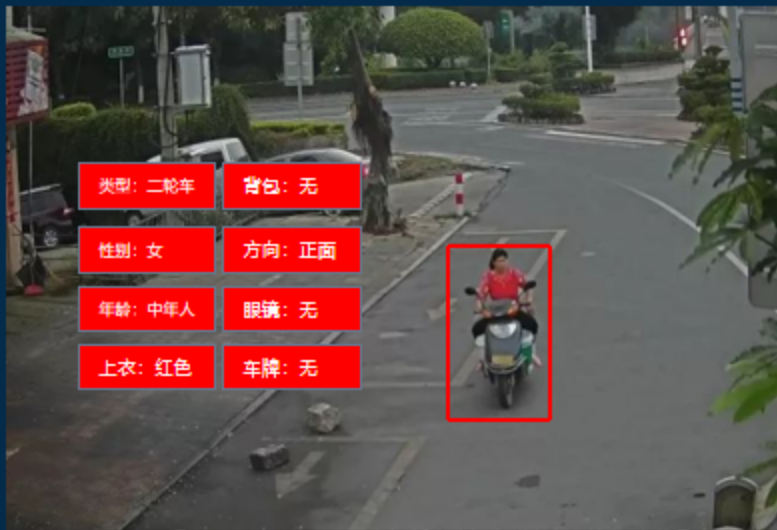 类型：二轮车
背包：无
性别：女
方向：正面
年龄：中年人
眼镜：无
上衣：红色
车牌：无